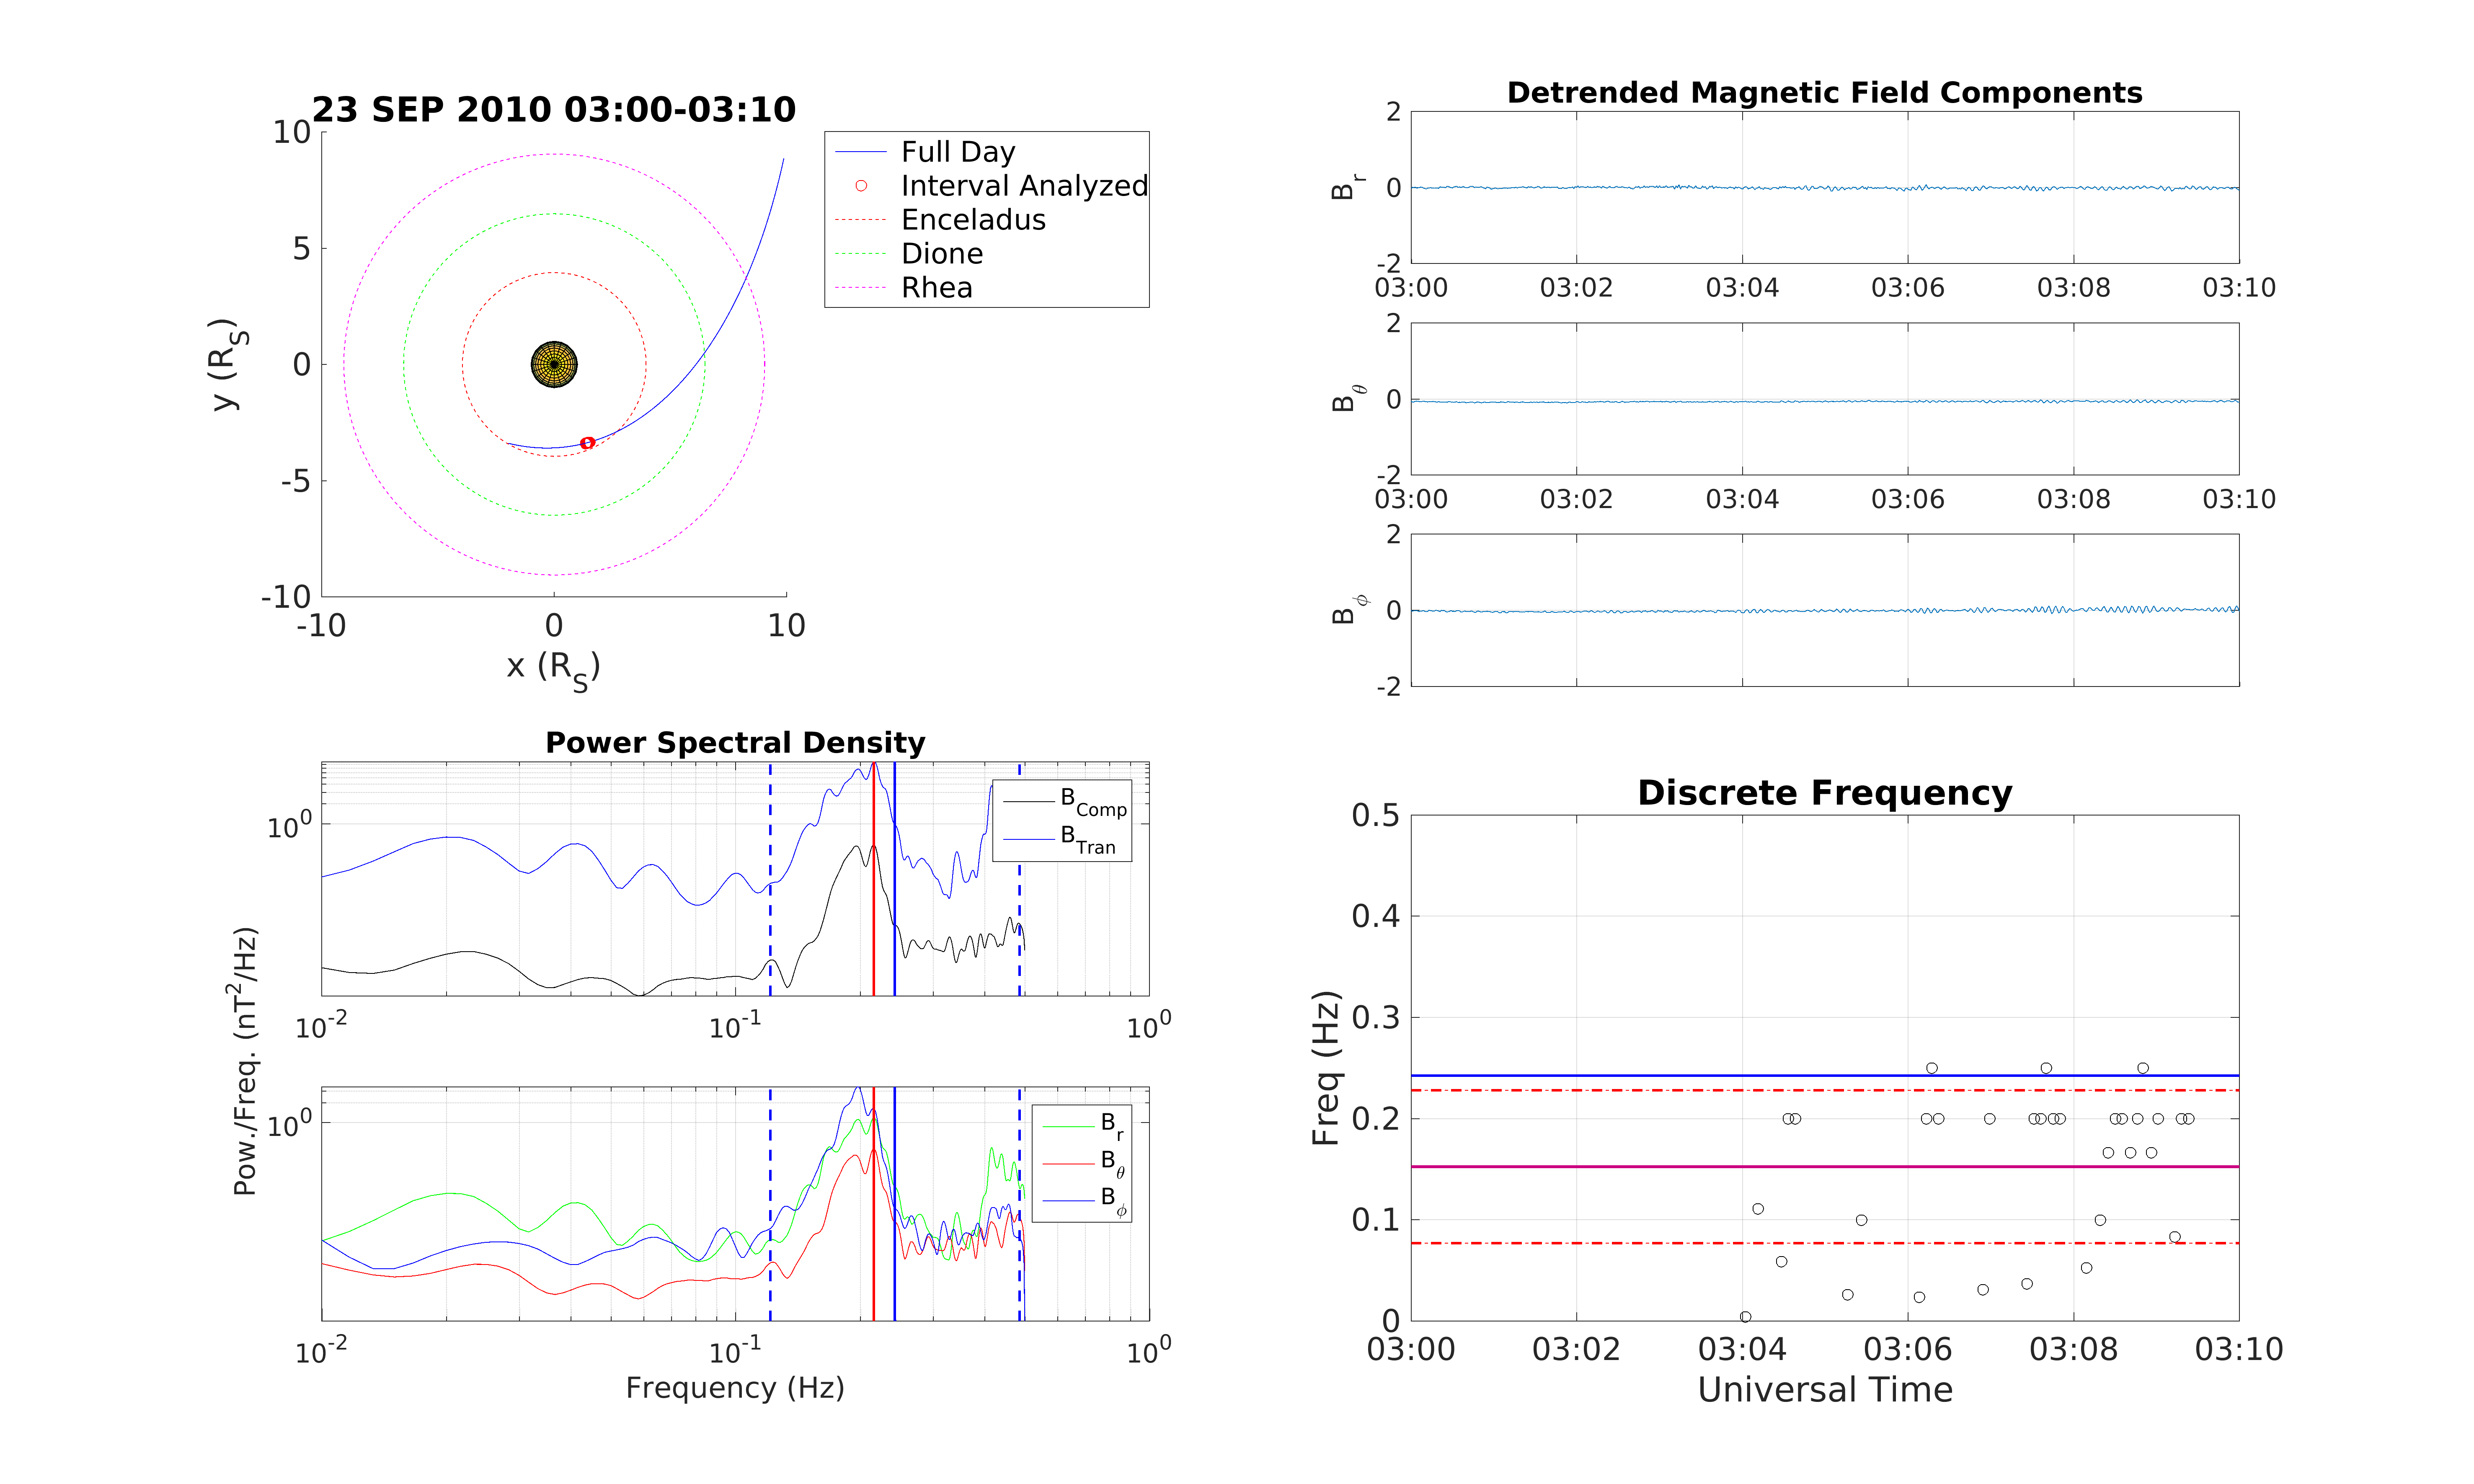 23 SEP 2010 03:00-03:10
10
5
0
-5
-10
-10 0 10
y (R_S)
x (R_S)
Full Day
Interval Analyzed
Enceladus
Dione
Rhea
Detrended Magnetic Field Components
2
0
-2
B_r
03:00 03:02 03:04 03:06 03:08 03:10
2
0
-2
B_θ
03:00 03:02 03:04 03:06 03:08 03:10
2
0
-2
B_ϕ
Power Spectral Density
10^0
B_Comp
B_Tran
10^-2 10^-1 10^0
Pow./Freq. (nT^2/Hz)
10^0
B_r
B_θ
B_ϕ
10^-2 10^-1 10^0
Frequency (Hz)
Discrete Frequency
0.5
0.4
0.3
0.2
0.1
0
Freq (Hz)
03:00 03:02 03:04 03:06 03:08 03:10
Universal Time